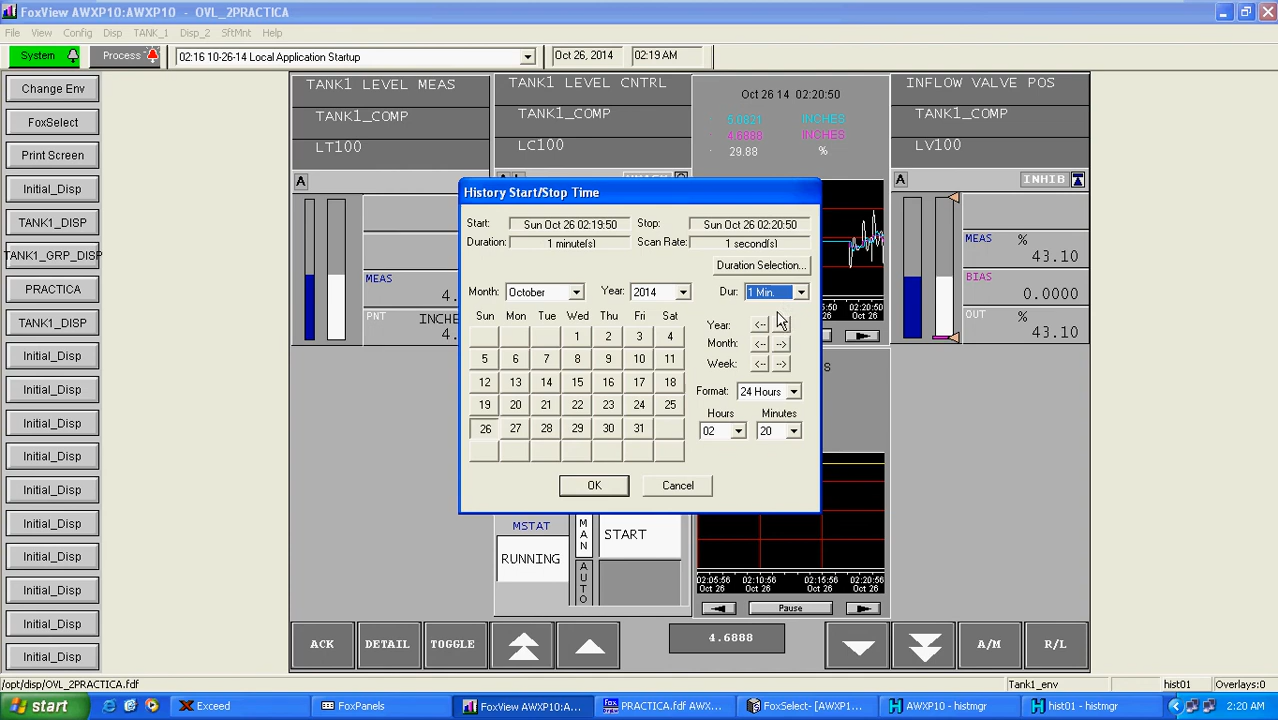 FoxView AWXP10:AWXP10 - OVL_2PRACTICA
File View Config Disp TANK_1 Disp_2 SftMnt Help
System Process 02:16 10-26-14 Local Application Startup Oct 26, 2014 02:19 AM
Change Env
FoxSelect
Print Screen
Initial_Disp
TANK1_DISP
TANK1_GRP_DISP
PRACTICA
TANK1_DISP
Initial_Disp
Initial_Disp
Initial_Disp
Initial_Disp
Initial_Disp
Initial_Disp
Initial_Disp
Initial_Disp
Initial_Disp
Initial_Disp
TANK1 LEVEL MEAS
TANK1_COMP
LT100
A
MEAS
4.
PNT INCHE
4.
TANK1 LEVEL CNTRL
TANK1_COMP
LC100
Oct 26 14 02:20:50
5.0821 INCHES
4.6888 INCHES
29.88 %
INFLOW VALVE POS
TANK1_COMP
LV100
A INHIB
MEAS %
43.10
BIAS
0.0000
OUT %
43.10
History Start/Stop Time
Start: Sun Oct 26 02:19:50 Stop: Sun Oct 26 02:20:50
Duration: 1 minute(s) Scan Rate: 1 second(s)
Duration Selection...
Month: October Year: 2014 Dur: 1 Min.
Sun Mon Tue Wed Thu Fri Sat
1 2 3 4
5 6 7 8 9 10 11
12 13 14 15 16 17 18
19 20 21 22 23 24 25
26 27 28 29 30 31
Year: <--
Month: <-- -->
Week: <-- -->
Format: 24 Hours
Hours Minutes
02 20
OK Cancel
MSTAT
RUNNING
MAN
AUTO
START
02:05:56 02:10:56 02:15:56 02:20:56
Oct 26 Oct 26 Oct 26 Oct 26
Pause
ACK DETAIL TOGGLE 4.6888 A/M R/L
/opt/disp/OVL_2PRACTICA.fdf Tank1_env hist01 Overlays:0
start Exceed FoxPanels FoxView AWXP10:A... PRACTICA.fdf AWX... FoxSelect- [AWXP1... AWXP10 - histmgr hist01 - histmgr 2:20 AM